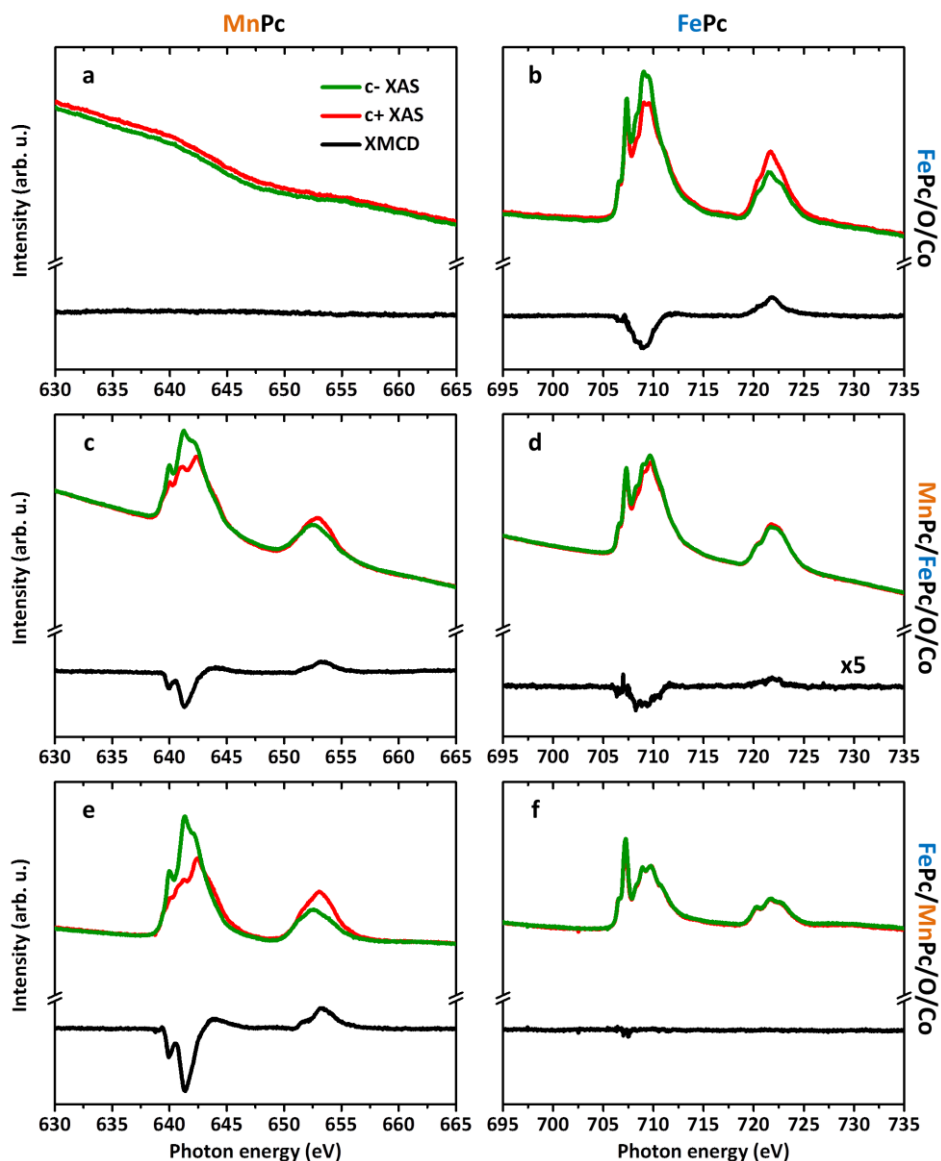 MnPc
FePc
a
c- XAS
c+ XAS
XMCD
b
Intensity (arb. u.)
FePc/O/Co
630 635 640 645 650 655 660 665
695 700 705 710 715 720 725 730 735
c
d
x5
Intensity (arb. u.)
MnPc/FePc/O/Co
630 635 640 645 650 655 660 665
695 700 705 710 715 720 725 730 735
e
f
Intensity (arb. u.)
FePc/MnPc/O/Co
630 635 640 645 650 655 660 665
695 700 705 710 715 720 725 730 735
Photon energy (eV)
Photon energy (eV)